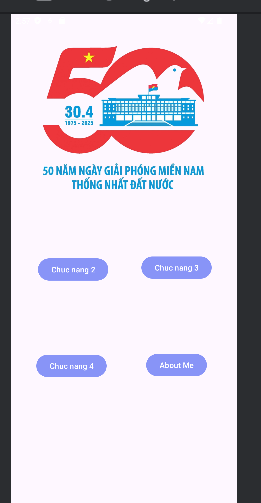 50
30.4
1975 - 2025
50 NĂM NGÀY GIẢI PHÓNG MIỀN NAM
THỐNG NHẤT ĐẤT NƯỚC
Chuc nang 2
Chuc nang 3
Chuc nang 4
About Me